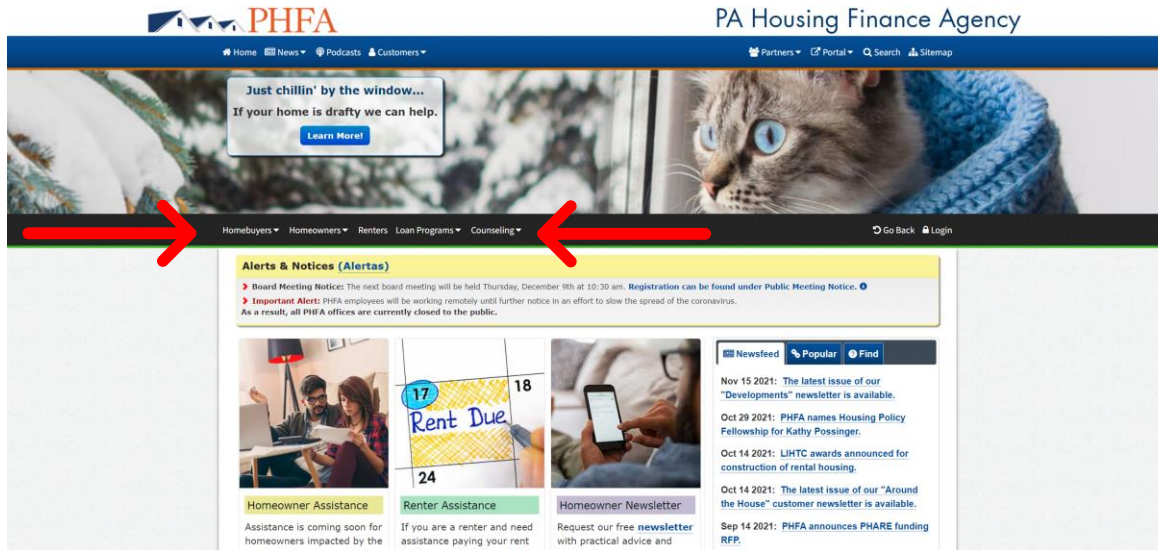 PHFA
PA Housing Finance Agency
Home News Podcasts Customers
Partners Portal Search Sitemap
Just chillin' by the window...
If your home is drafty we can help.
Learn More!
Homebuyers Homeowners Renters Loan Programs Counseling
Go Back Login
Alerts & Notices (Alertas)
Board Meeting Notice: The next board meeting will be held Thursday, December 9th at 10:30 am. Registration can be found under Public Meeting Notice.
Important Alert: PHFA employees will be working remotely until further notice in an effort to slow the spread of the coronavirus.
As a result, all PHFA offices are currently closed to the public.
17
18
Rent Due
24
Homeowner Assistance
Assistance is coming soon for
homeowners impacted by the
Renter Assistance
If you are a renter and need
assistance paying your rent
Homeowner Newsletter
Request our free newsletter
with practical advice and
Newsfeed Popular Find
Nov 15 2021: The latest issue of our
"Developments" newsletter is available.
Oct 29 2021: PHFA names Housing Policy
Fellowship for Kathy Possinger.
Oct 14 2021: LIHTC awards announced for
construction of rental housing.
Oct 14 2021: The latest issue of our "Around
the House" customer newsletter is available.
Sep 14 2021: PHFA announces PHARE funding
RFP.